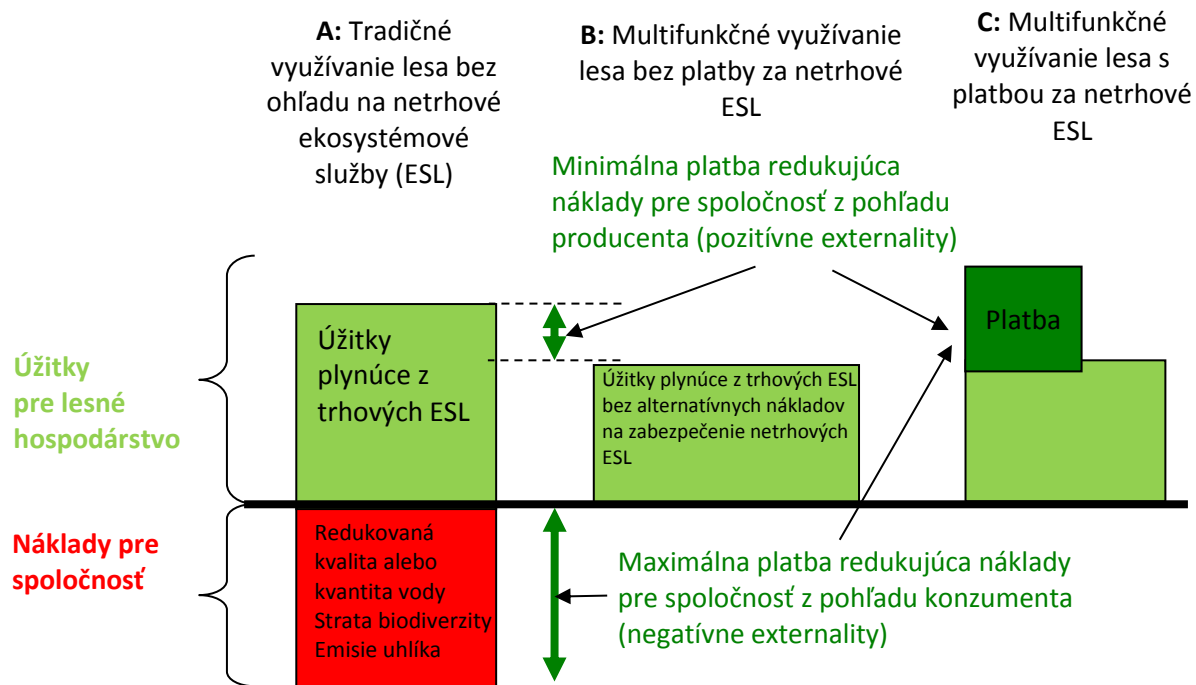 A: Tradičné
využívanie lesa bez
ohľadu na netrhové
ekosystémové
služby (ESL)
B: Multifunkčné využívanie
lesa bez platby za netrhové
ESL
C: Multifunkčné
využívanie lesa s
platbou za netrhové
ESL
Minimálna platba redukujúca
náklady pre spoločnosť z pohľadu
producenta (pozitívne externality)
Úžitky
pre lesné
hospodárstvo
Úžitky
plynúce z
trhových ESL
Úžitky plynúce z trhových ESL
bez alternatívnych nákladov
na zabezpečenie netrhových
ESL
Platba
Náklady pre
spoločnosť
Redukovaná
kvalita alebo
kvantita vody
Strata biodiverzity
Emisie uhlíka
Maximálna platba redukujúca náklady
pre spoločnosť z pohľadu konzumenta
(negatívne externality)